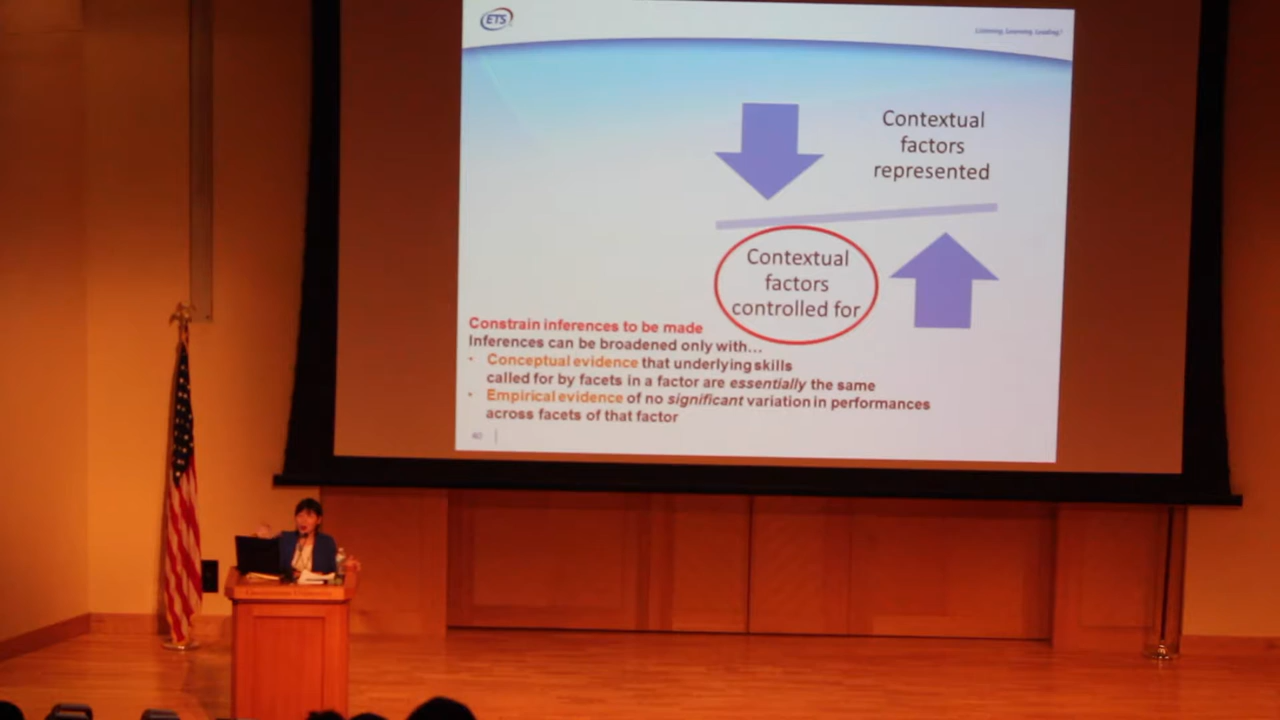 ETS
Listening. Learning. Leading.®
Contextual
factors
represented
Contextual
factors
controlled for
Constrain inferences to be made
Inferences can be broadened only with...
- Conceptual evidence that underlying skills
called for by facets in a factor are essentially the same
- Empirical evidence of no significant variation in performances
across facets of that factor
40